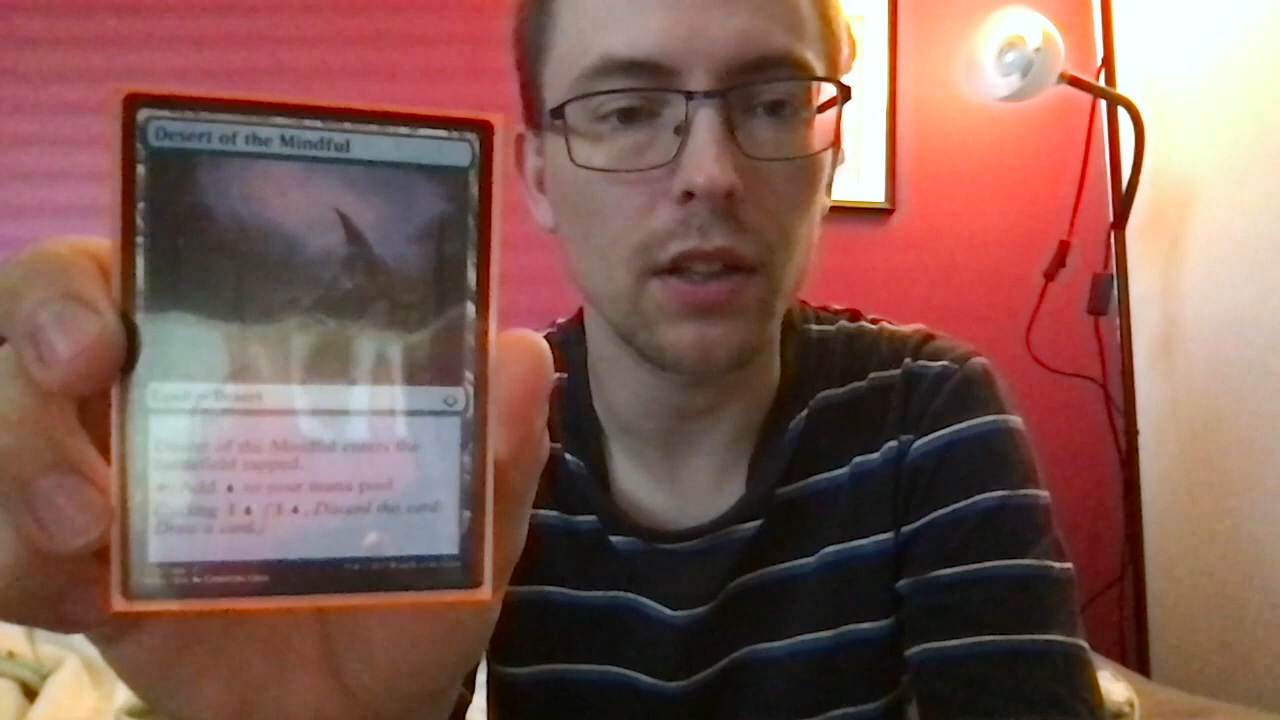 Desert of the Mindful
Land – Desert
Desert of the Mindful enters the
battlefield tapped.
Add to your mana pool
Cycling 1 (1 , Discard this card:
Draw a card.)